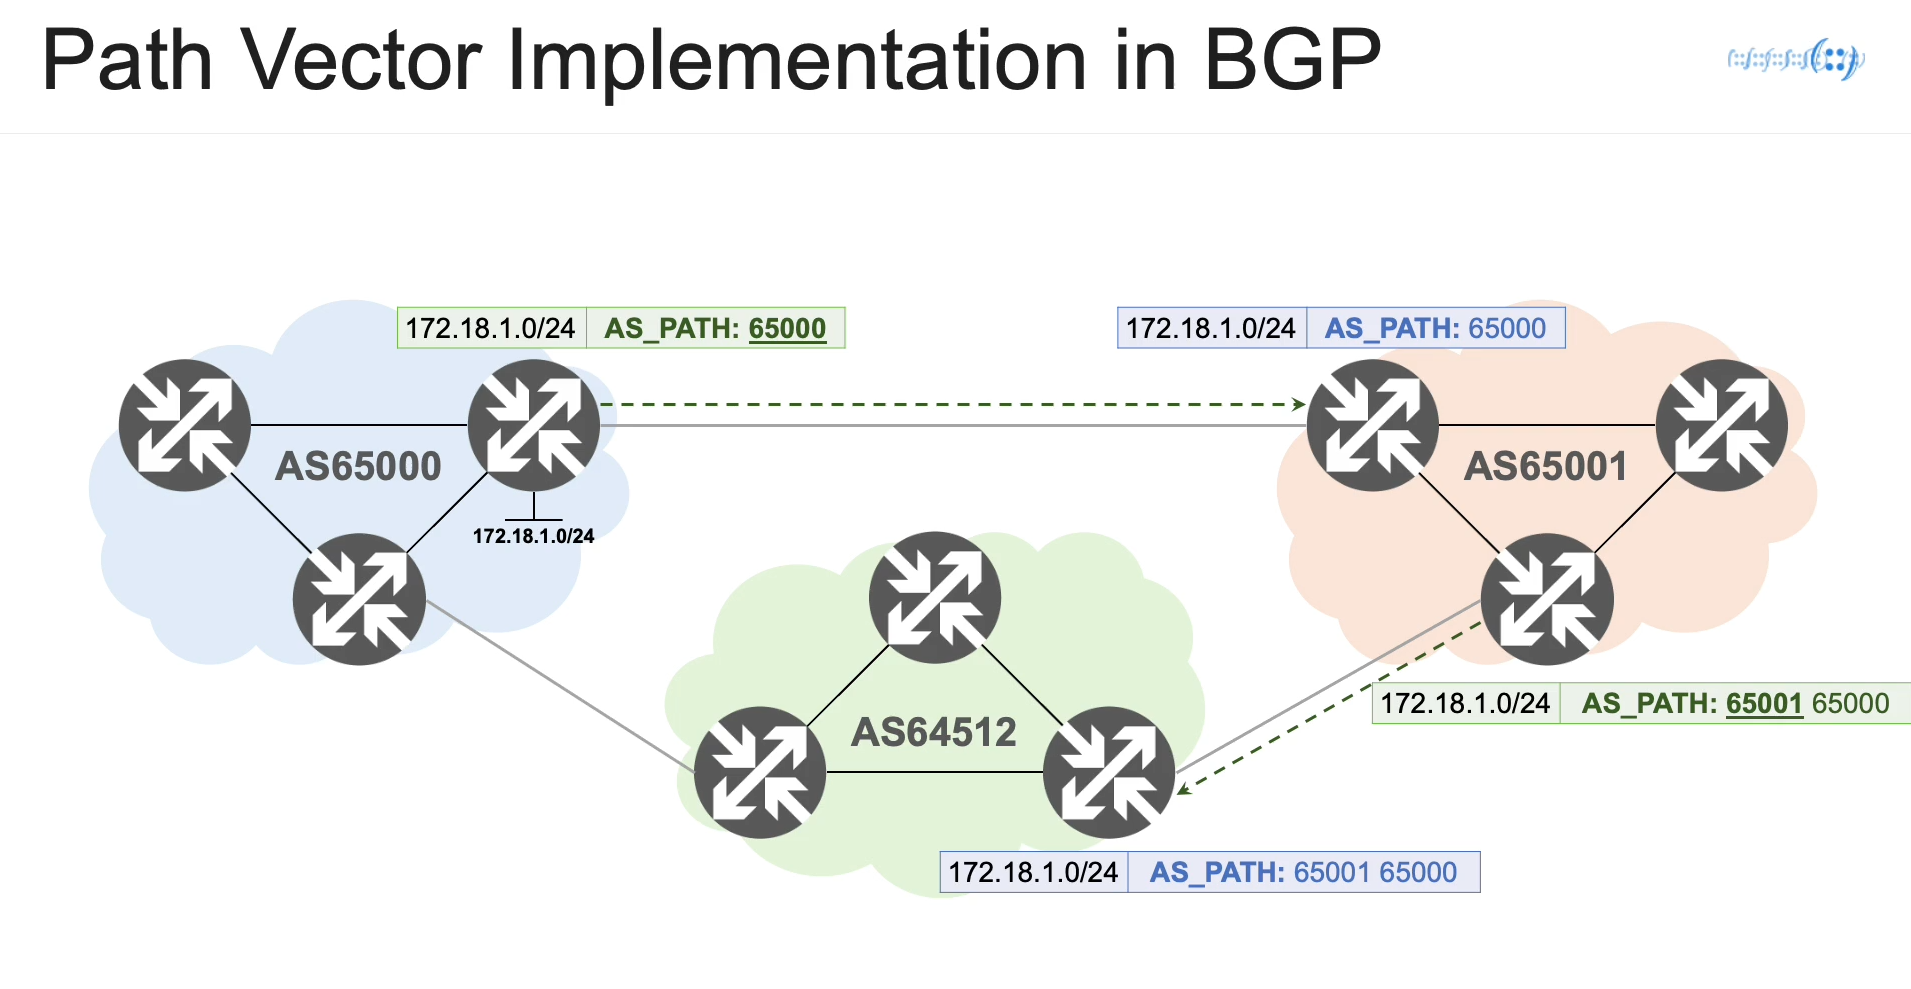 Path Vector Implementation in BGP
172.18.1.0/24 AS_PATH: 65000
172.18.1.0/24 AS_PATH: 65000
AS65000
AS65001
172.18.1.0/24
172.18.1.0/24 AS_PATH: 65001 65000
AS64512
172.18.1.0/24 AS_PATH: 65001 65000